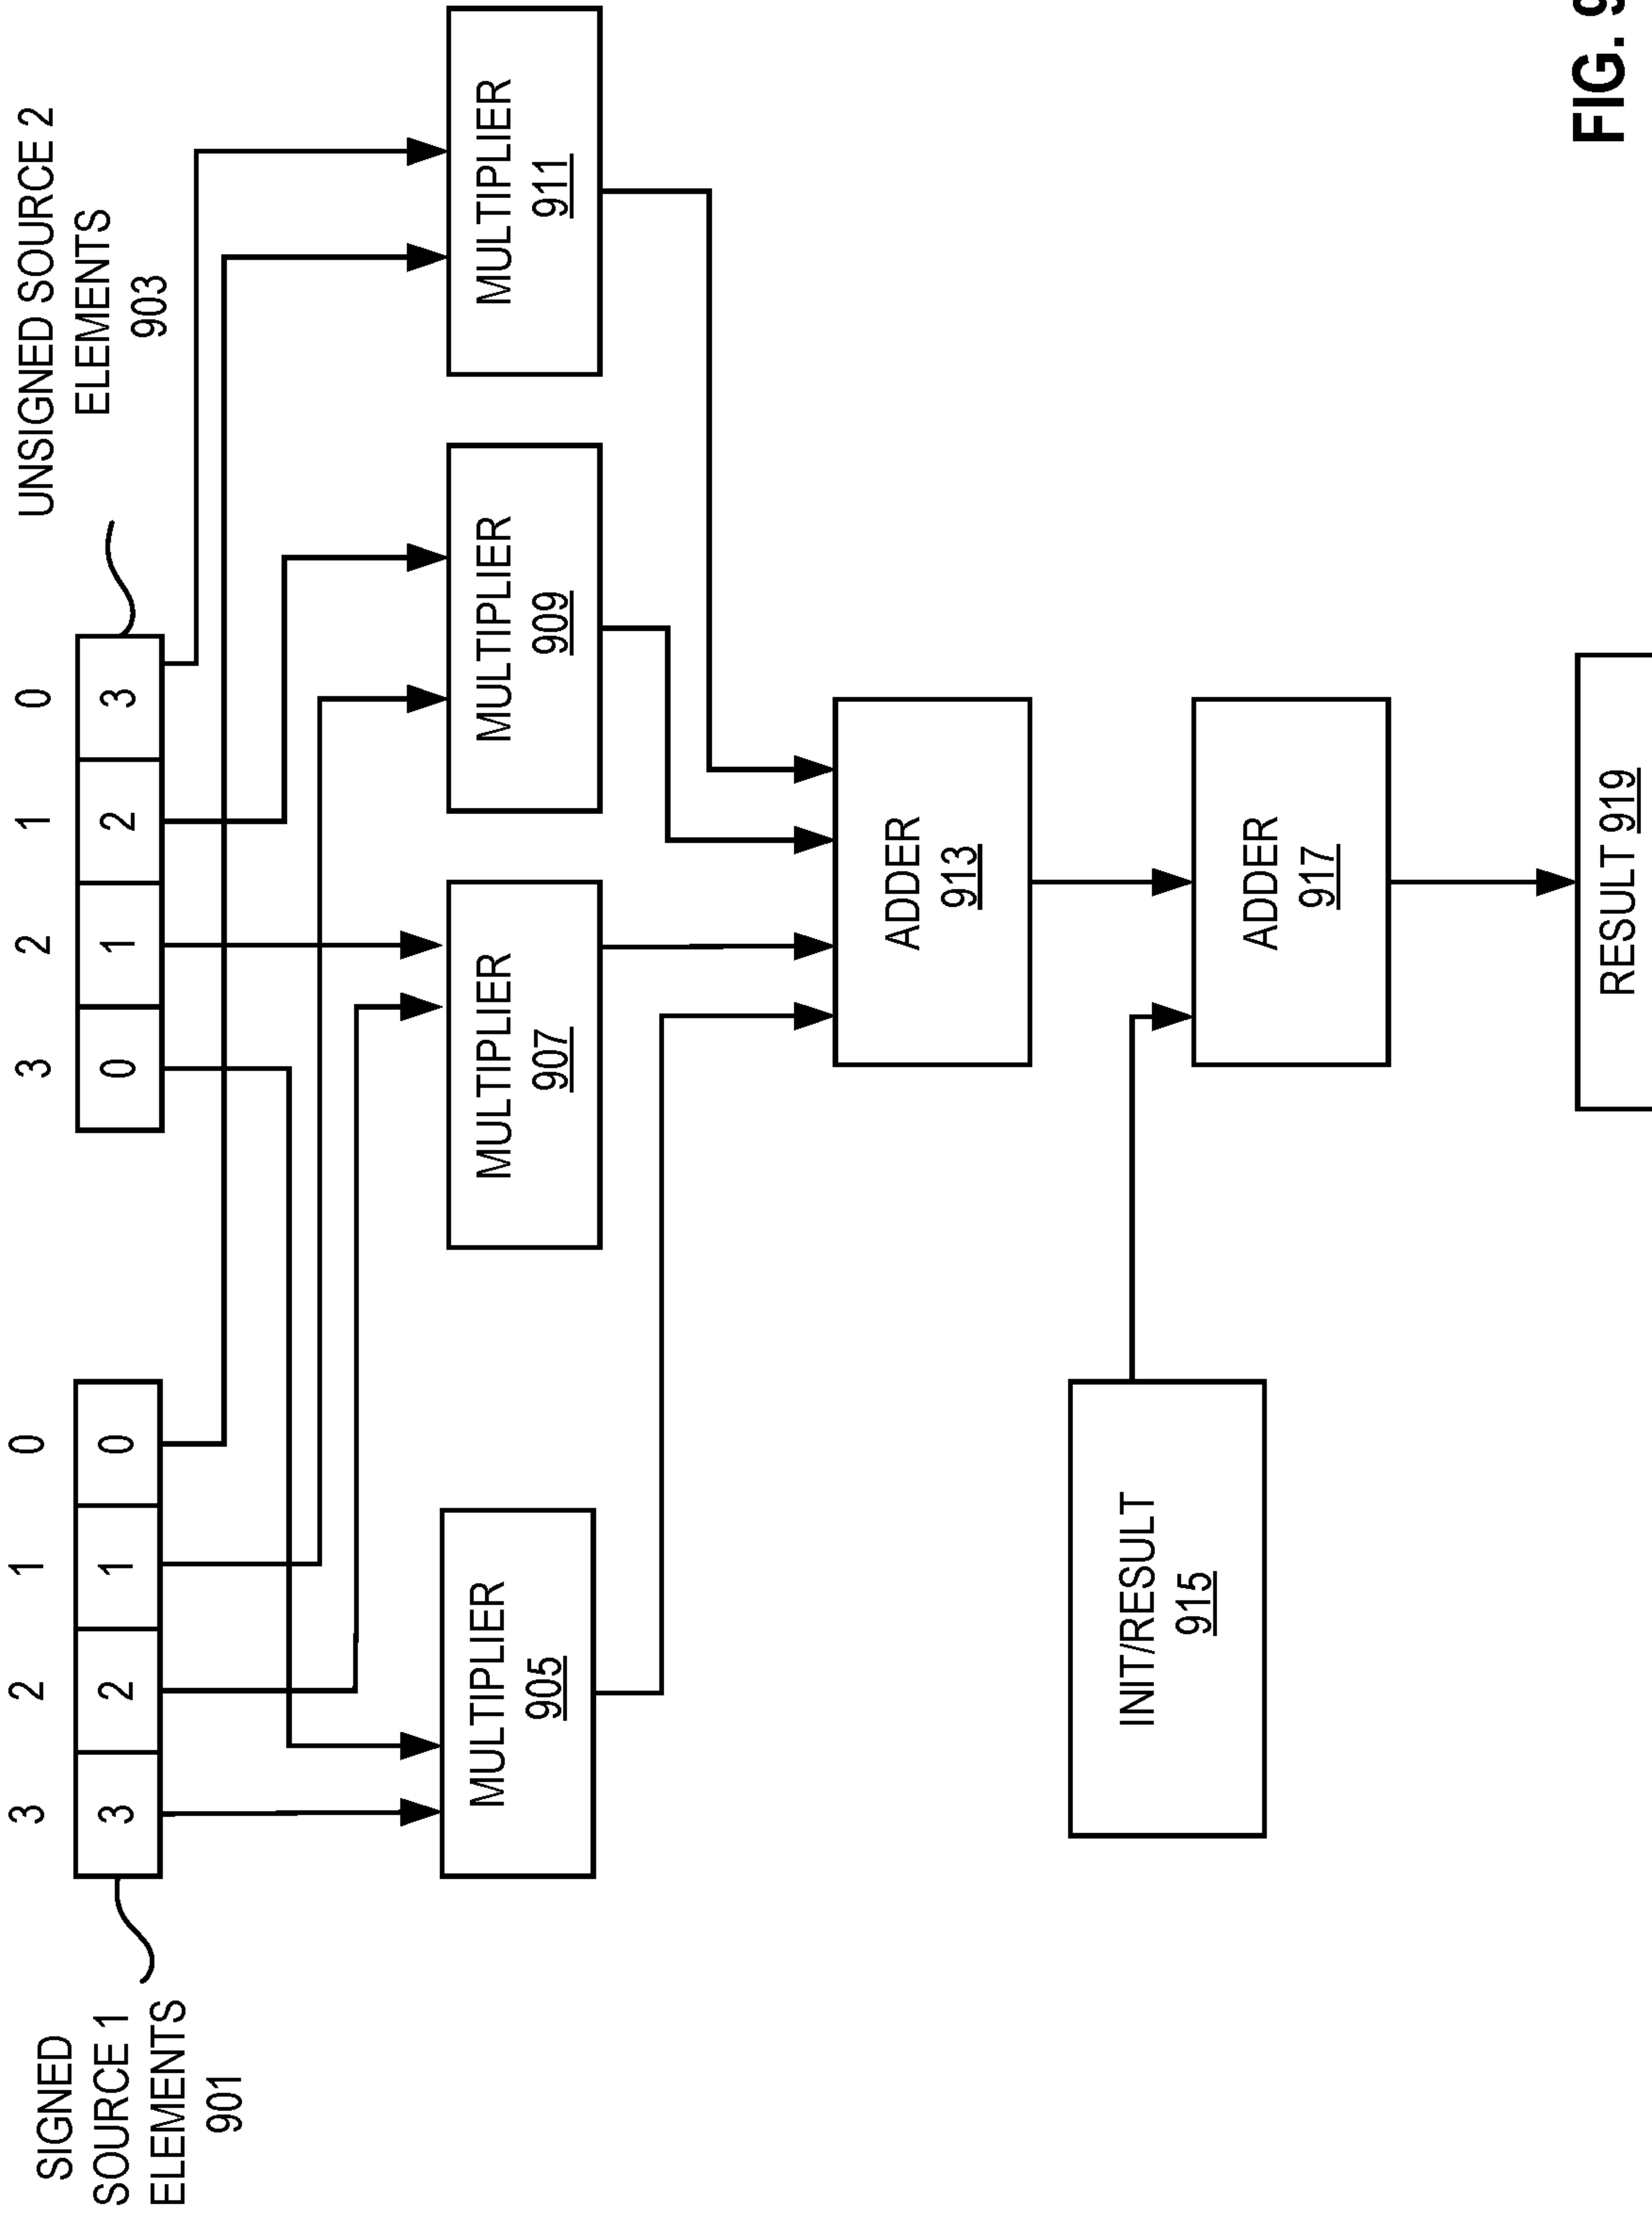 SIGNED
SOURCE 1
ELEMENTS
901
3 2 1 0
3 2 1 0
3 2 1 0
0 1 2 3
UNSIGNED SOURCE 2
ELEMENTS
903
MULTIPLIER
905
MULTIPLIER
907
MULTIPLIER
909
MULTIPLIER
911
ADDER
913
INIT/RESULT
915
ADDER
917
RESULT 919
FIG. 9